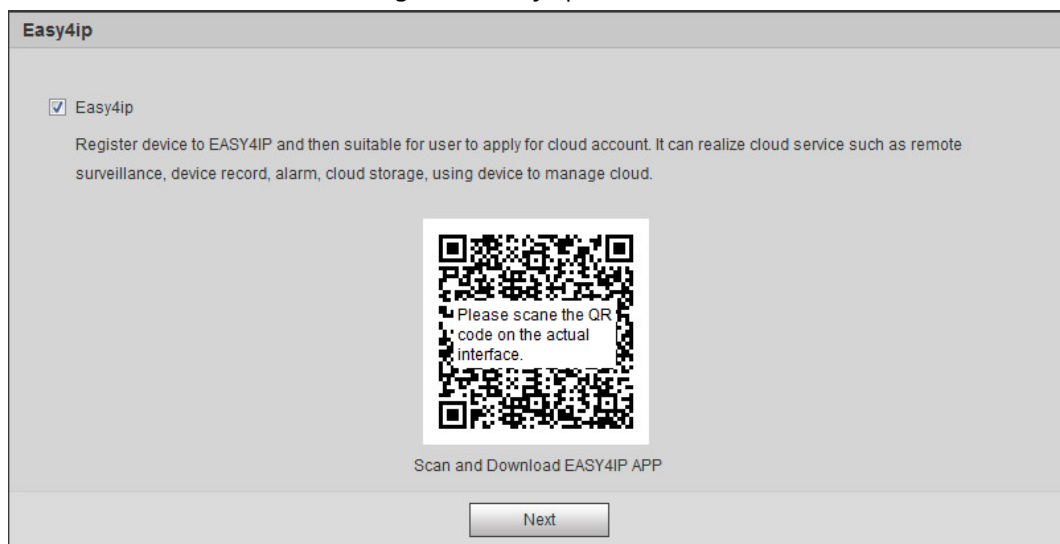 Easy4ip
Easy4ip
Register device to EASY4IP and then suitable for user to apply for cloud account. It can realize cloud service such as remote
surveillance, device record, alarm, cloud storage, using device to manage cloud.
Please scane the QR
code on the actual
interface.
Scan and Download EASY4IP APP
Next